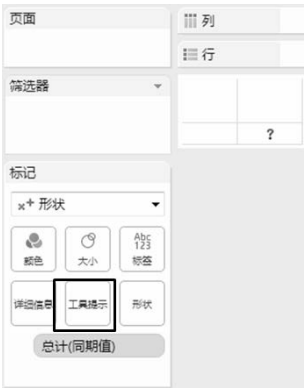 页面
列
行
筛选器
?
标记
形状
颜色
大小
Abc
123
标签
详细信息
工具提示
形状
总计(同期值)